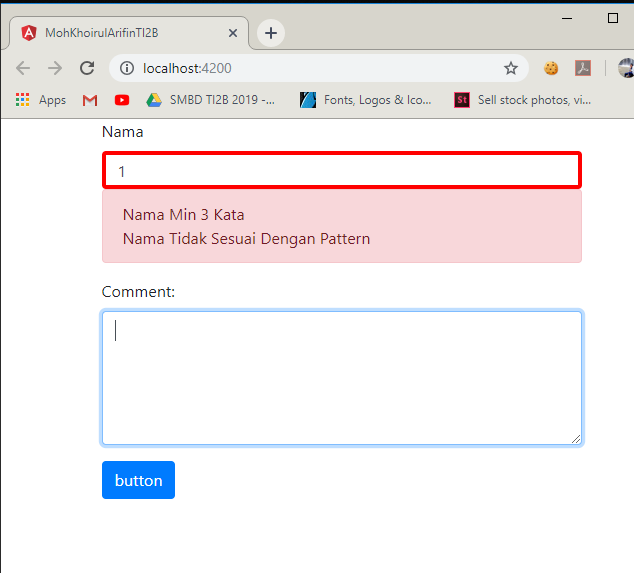 MohKhoirulArifinTI2B
localhost:4200
Apps
SMBD TI2B 2019 -...
Fonts, Logos & Ico...
St
Sell stock photos, vi...
Nama
1
Nama Min 3 Kata
Nama Tidak Sesuai Dengan Pattern
Comment:
button